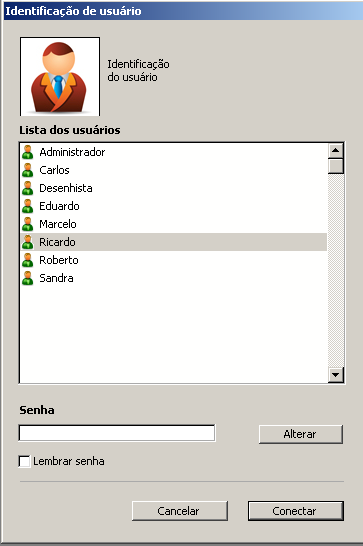 Identificação de usuário
Identificação
do usuário
Lista dos usuários
Administrador
Carlos
Desenhista
Eduardo
Marcelo
Ricardo
Roberto
Sandra
Senha
Alterar
Lembrar senha
Cancelar
Conectar